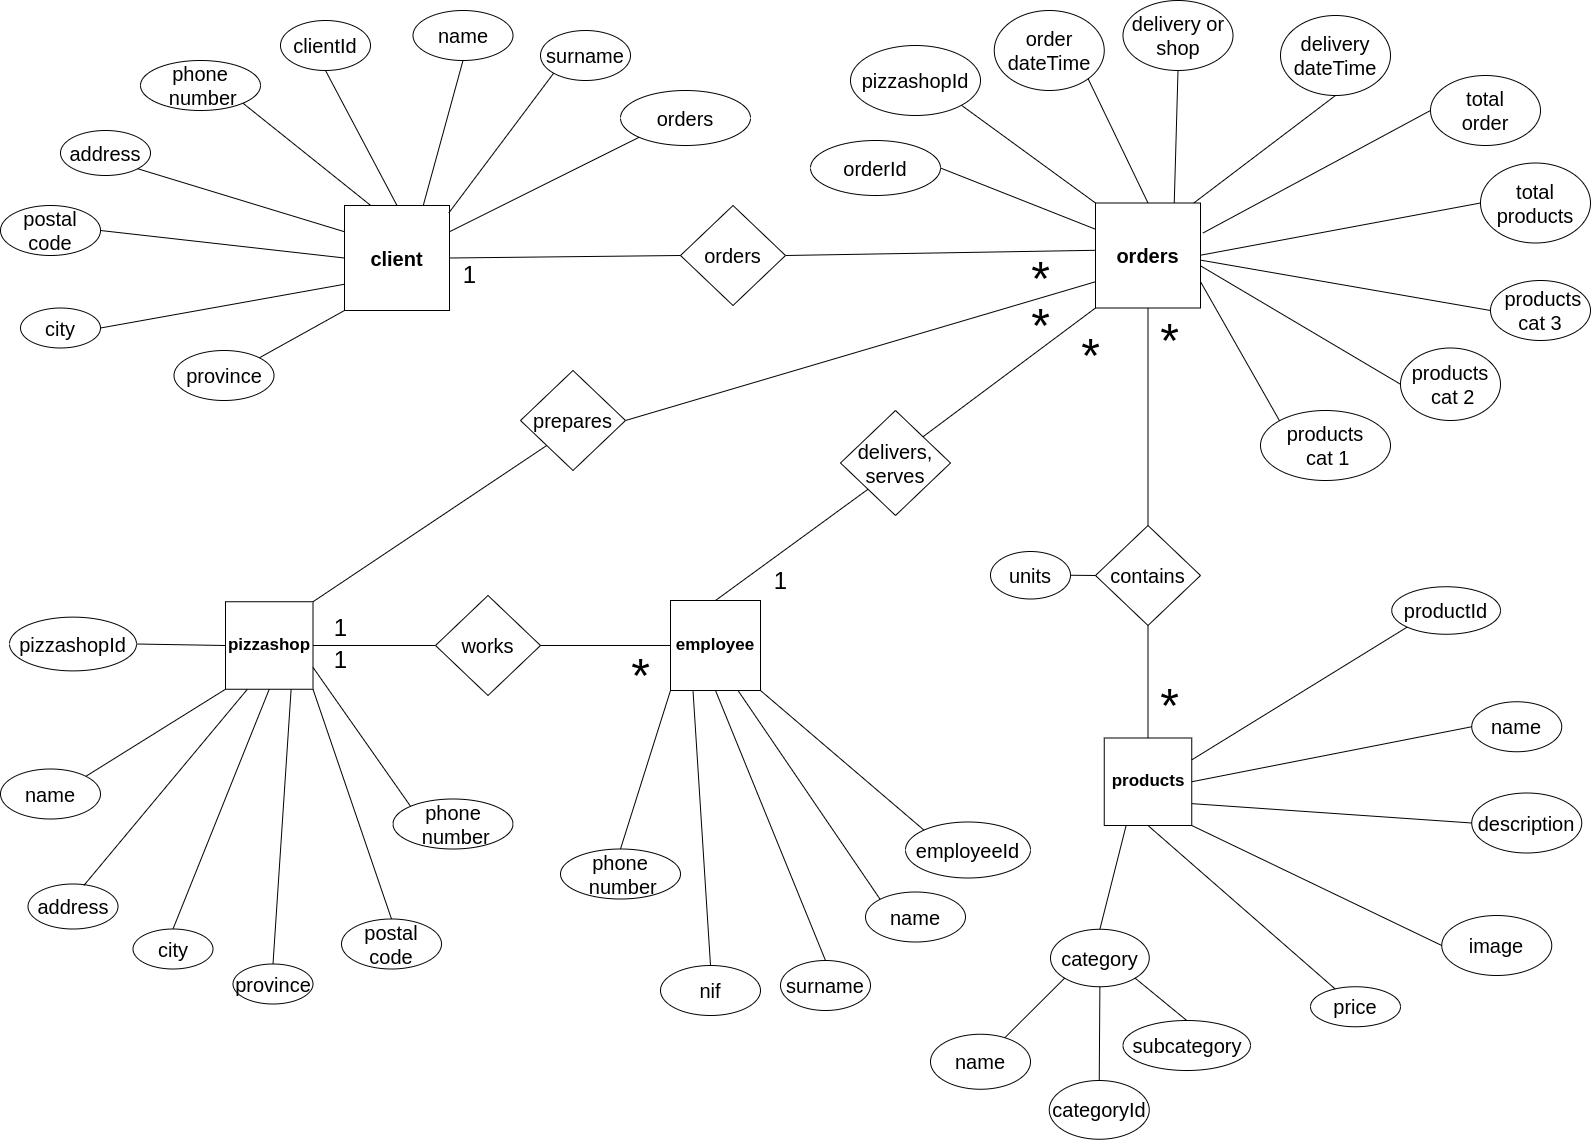 clientId
name
surname
phone
number
orders
address
postal
code
city
province
client
1
orders
pizzashopId
order
dateTime
delivery or
shop
delivery
dateTime
total
order
orderId
total
products
orders
products
cat 3
products
cat 2
products
cat 1
*
*
*
*
prepares
delivers,
serves
1
units
contains
*
pizzashopId
pizzashop
1
1
works
*
employee
name
address
city
province
postal
code
phone
number
phone
number
nif
surname
name
employeeId
productId
name
products
description
image
price
category
name
subcategory
categoryId